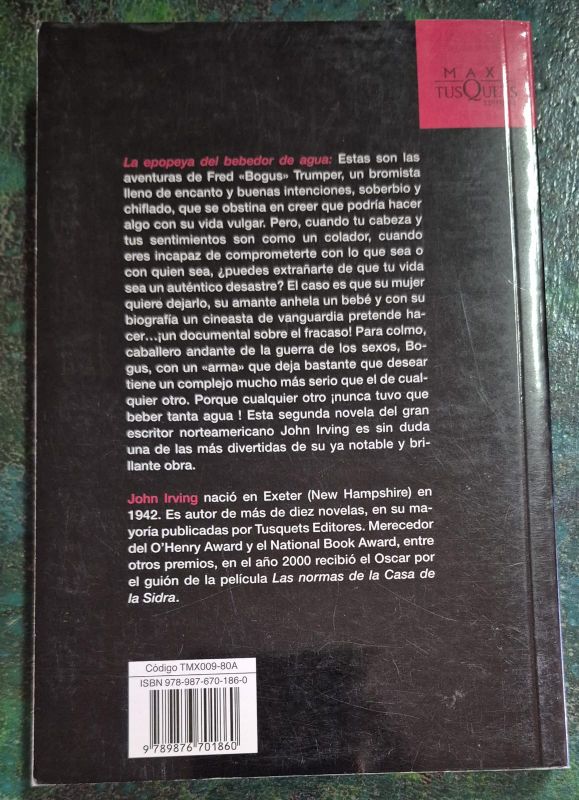 MAXI
TUSQUETS
La epopeya del bebedor de agua: Estas son las
aventuras de Fred «Bogus» Trumper, un bromista
lleno de encanto y buenas intenciones, soberbio y
chiflado, que se obstina en creer que podría hacer
algo con su vida vulgar. Pero, cuando tu cabeza y
tus sentimientos son como un colador, cuando
eres incapaz de comprometerte con lo que sea o
con quien sea, ¿puedes extrañarte de que tu vida
sea un auténtico desastre? El caso es que su mujer
quiere dejarlo, su amante anhela un bebé y con su
biografía un cineasta de vanguardia pretende ha-
cer...¡un documental sobre el fracaso! Para colmo,
caballero andante de la guerra de los sexos, Bo-
gus, con un «arma» que deja bastante que desear
tiene un complejo mucho más serio que el de cual-
quier otro. Porque cualquier otro ¡nunca tuvo que
beber tanta agua ! Esta segunda novela del gran
escritor norteamericano John Irving es sin duda
una de las más divertidas de su ya notable y bri-
llante obra.
John Irving nació en Exeter (New Hampshire) en
1942. Es autor de más de diez novelas, en su ma-
yoría publicadas por Tusquets Editores. Merecedor
del O'Henry Award y el National Book Award, entre
otros premios, en el año 2000 recibió el Oscar por
el guión de la película Las normas de la Casa de
la Sidra.
Código TMX009-80A
ISBN 978-987-670-186-0
9 789876 701860